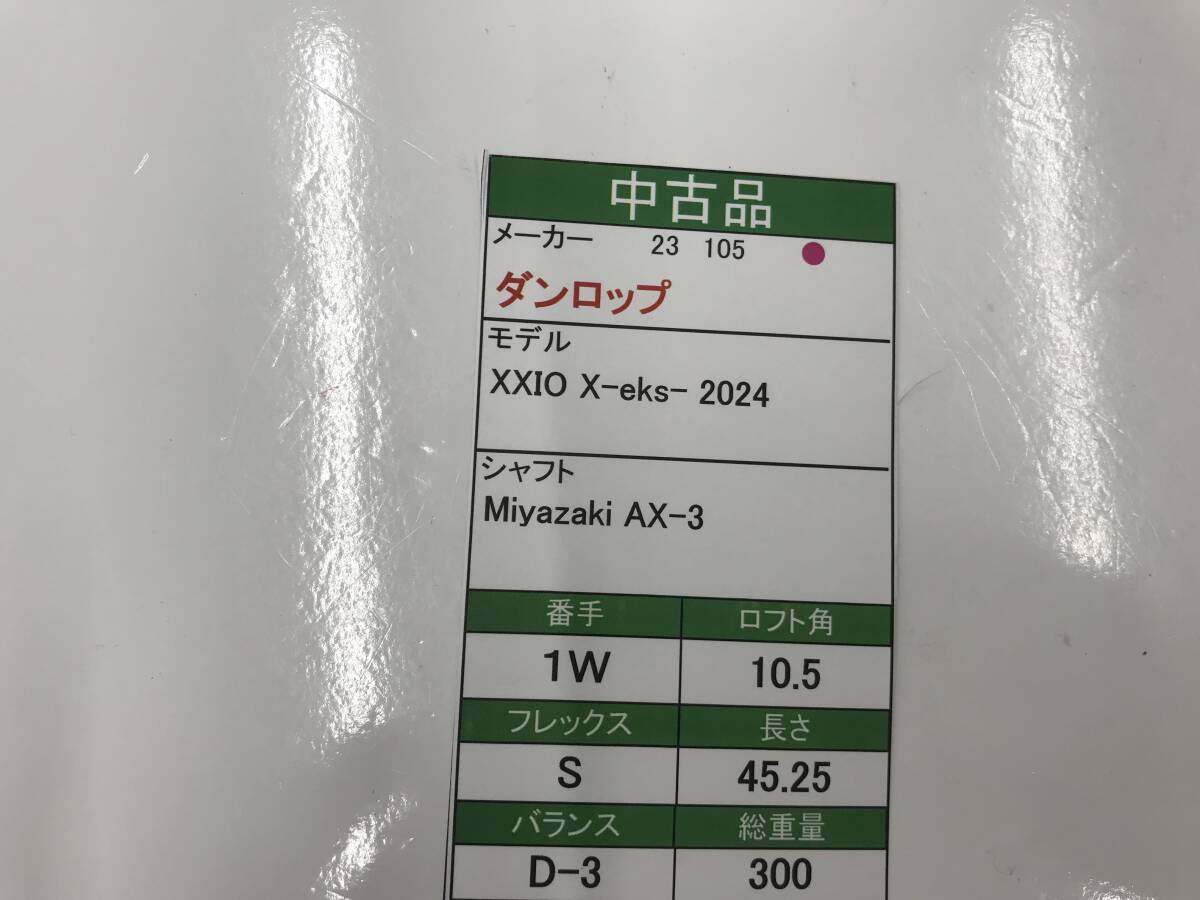 中古品
メーカー 23 105
ダンロップ
モデル
XXIO X-eks- 2024
シャフト
Miyazaki AX-3
番手 ロフト角
1W 10.5
フレックス 長さ
S 45.25
バランス 総重量
D-3 300